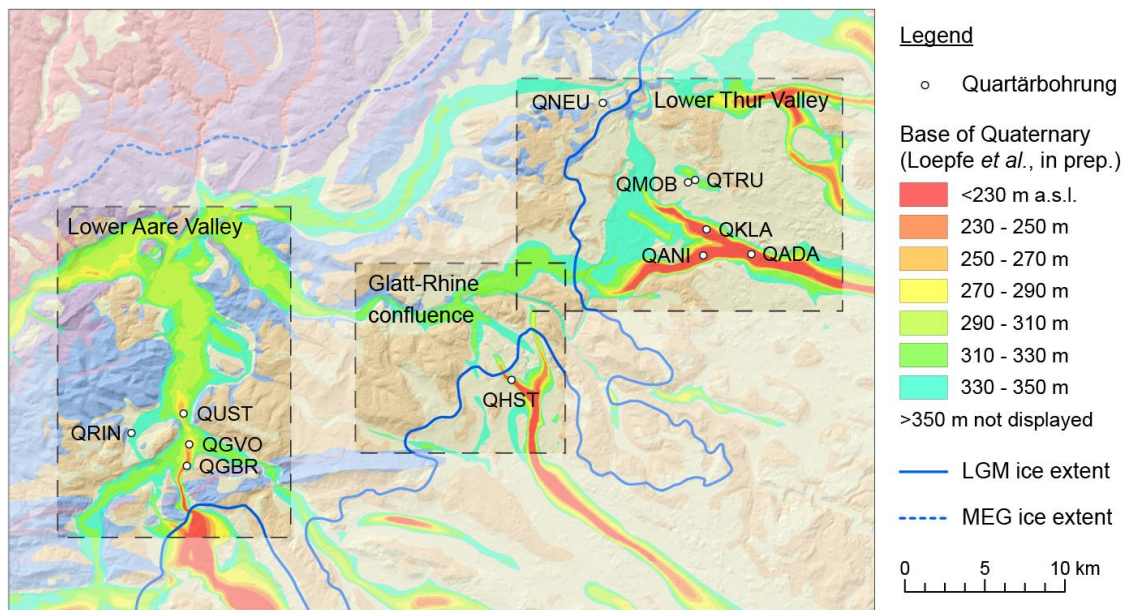 QNEU
Lower Thur Valley
QMOB
QTRU
QKLA
QANI
QADA
Lower Aare Valley
Glatt-Rhine
confluence
QHST
QUST
QRIN
QGVO
QGBR
Legend
Quartärbohrung
Base of Quaternary
(Loepfe et al., in prep.)
<230 m a.s.l.
230 - 250 m
250 - 270 m
270 - 290 m
290 - 310 m
310 - 330 m
330 - 350 m
>350 m not displayed
LGM ice extent
MEG ice extent
0 5 10 km